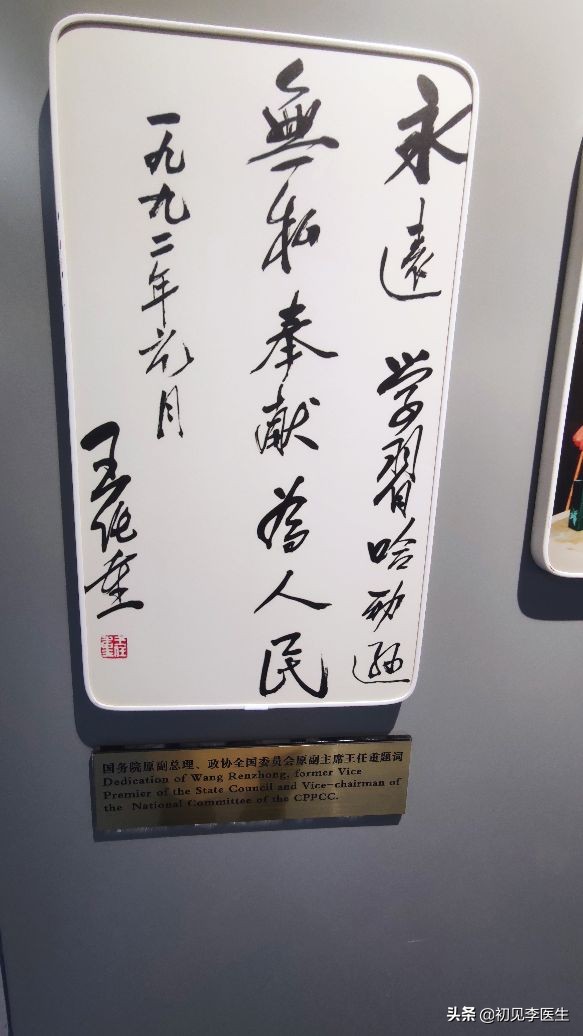 永遠学習哈励逊
無私奉献為人民
一九九二年元月
王任重
国务院原副总理、政协全国委员会原副主席王任重题词
Dedication of Wang Renzhong, former Vice
Premier of the State Council and Vice-chairman of
the National Committee of the CPPCC.
头条 @初见李医生